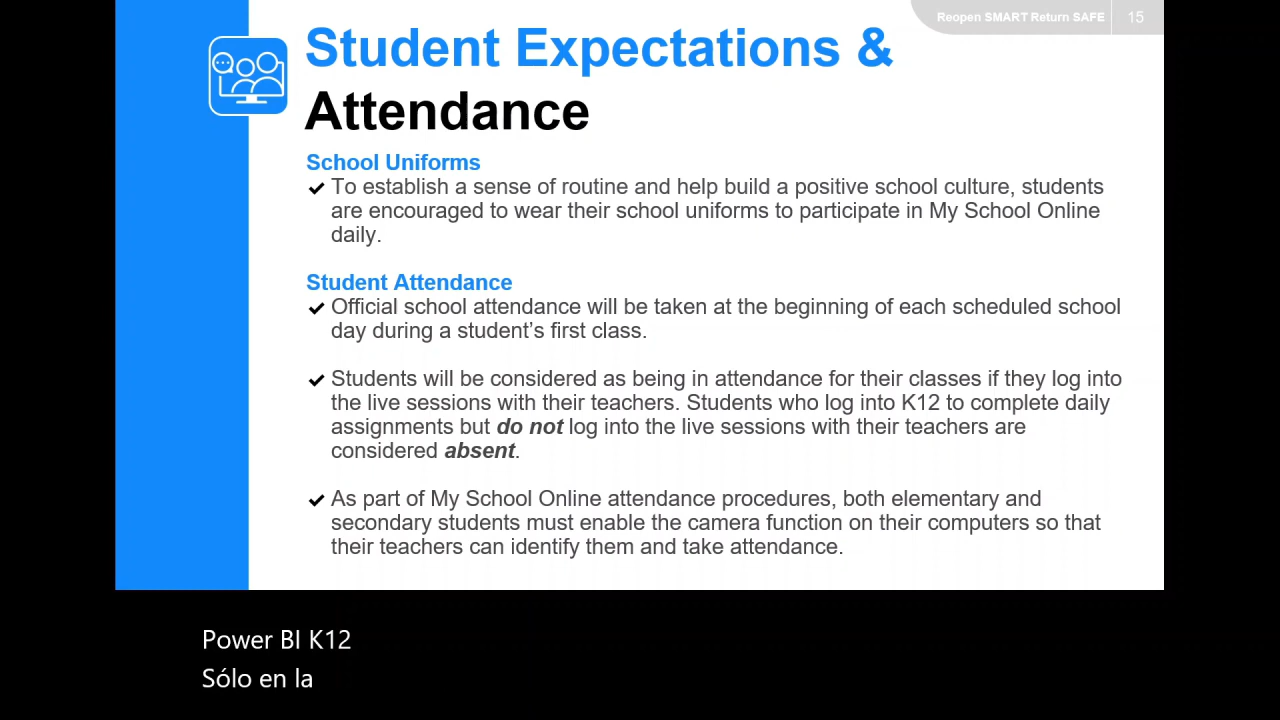 Reopen SMART Return SAFE 15
Student Expectations &
Attendance
School Uniforms
✔ To establish a sense of routine and help build a positive school culture, students
are encouraged to wear their school uniforms to participate in My School Online
daily.
Student Attendance
✔ Official school attendance will be taken at the beginning of each scheduled school
day during a student’s first class.
✔ Students will be considered as being in attendance for their classes if they log into
the live sessions with their teachers. Students who log into K12 to complete daily
assignments but do not log into the live sessions with their teachers are
considered absent.
✔ As part of My School Online attendance procedures, both elementary and
secondary students must enable the camera function on their computers so that
their teachers can identify them and take attendance.
Power BI K12
Sólo en la